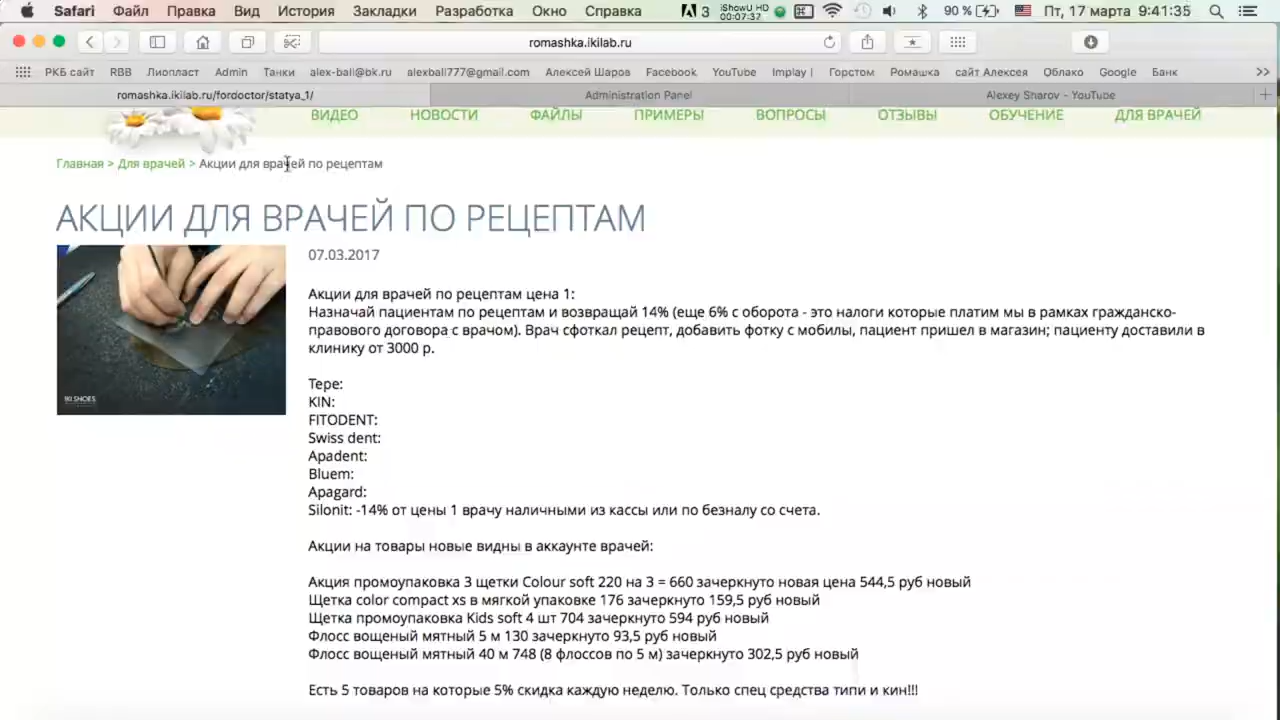 Safari Файл Правка Вид История Закладки Разработка Окно Справка 3 iShowU HD 00:07:37 90 % Пт, 17 марта 9:41:35
romashka.ikilab.ru
РКБ сайт RBB Лиопласт Admin Танки alex-ball@bk.ru alexball777@gmail.com Алексей Шаров Facebook YouTube Implay | Горстом Ромашка сайт Алексея Облако Google Банк
romashka.ikilab.ru/fordoctor/statya_1/ Administration Panel Alexey Sharov - YouTube
ВИДЕО НОВОСТИ ФАЙЛЫ ПРИМЕРЫ ВОПРОСЫ ОТЗЫВЫ ОБУЧЕНИЕ ДЛЯ ВРАЧЕЙ
Главная > Для врачей > Акции для врачей по рецептам
АКЦИИ ДЛЯ ВРАЧЕЙ ПО РЕЦЕПТАМ
07.03.2017
Акции для врачей по рецептам цена 1:
Назначай пациентам по рецептам и возвращай 14% (еще 6% с оборота - это налоги которые платим мы в рамках гражданско-
правового договора с врачом). Врач сфоткал рецепт, добавить фотку с мобилы, пациент пришел в магазин; пациенту доставили в
клинику от 3000 р.
Tepe:
KIN:
FITODENT:
Swiss dent:
Apadent:
Bluem:
Apagard:
Silonit: -14% от цены 1 врачу наличными из кассы или по безналу со счета.
Акции на товары новые видны в аккаунте врачей:
Акция промоупаковка 3 щетки Colour soft 220 на 3 = 660 зачеркнуто новая цена 544,5 руб новый
Щетка color compact xs в мягкой упаковке 176 зачеркнуто 159,5 руб новый
Щетка промоупаковка Kids soft 4 шт 704 зачеркнуто 594 руб новый
Флосс вощеный мятный 5 м 130 зачеркнуто 93,5 руб новый
Флосс вощеный мятный 40 м 748 (8 флоссов по 5 м) зачеркнуто 302,5 руб новый
Есть 5 товаров на которые 5% скидка каждую неделю. Только спец средства типи и кин!!!